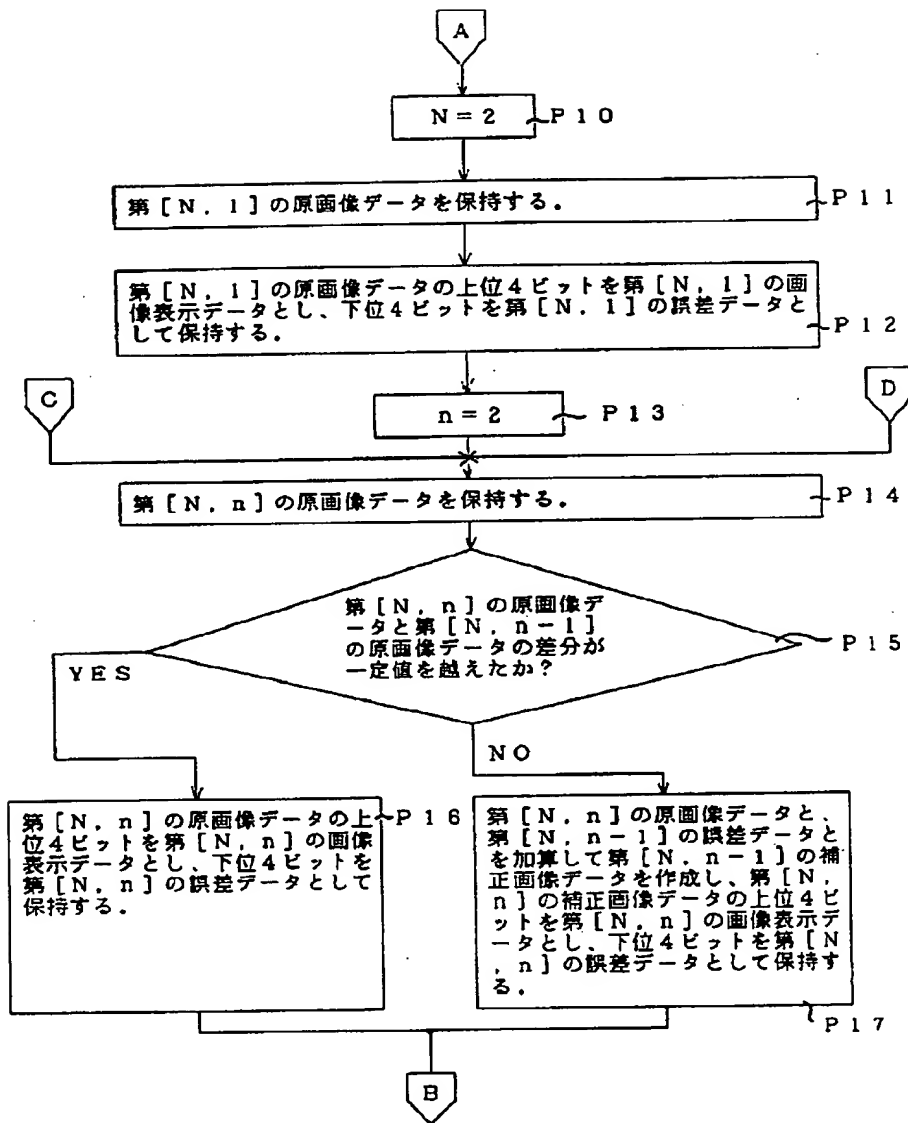 A
N=2
P10
第[N,1]の原画像データを保持する。
P11
第[N,1]の原画像データの上位4ビットを第[N,1]の画
像表示データとし、下位4ビットを第[N,1]の誤差データと
して保持する。
P12
C
D
n=2
P13
第[N,n]の原画像データを保持する。
P14
第[N,n]の原画像デ
ータと第[N,n-1]
の原画像データの差分が
一定値を越えたか?
P15
YES
NO
第[N,n]の原画像データの上
位4ビットを第[N,n]の画像
表示データとし、下位4ビットを
第[N,n]の誤差データとして
保持する。
P16
第[N,n]の原画像データと、
第[N,n-1]の誤差データと
を加算して第[N,n-1]の補
正画像データを作成し、第[N,
n]の補正画像データの上位4ビ
ットを第[N,n]の画像表示デ
ータとし、下位4ビットを第[N
,n]の誤差データとして保持す
る。
P17
B